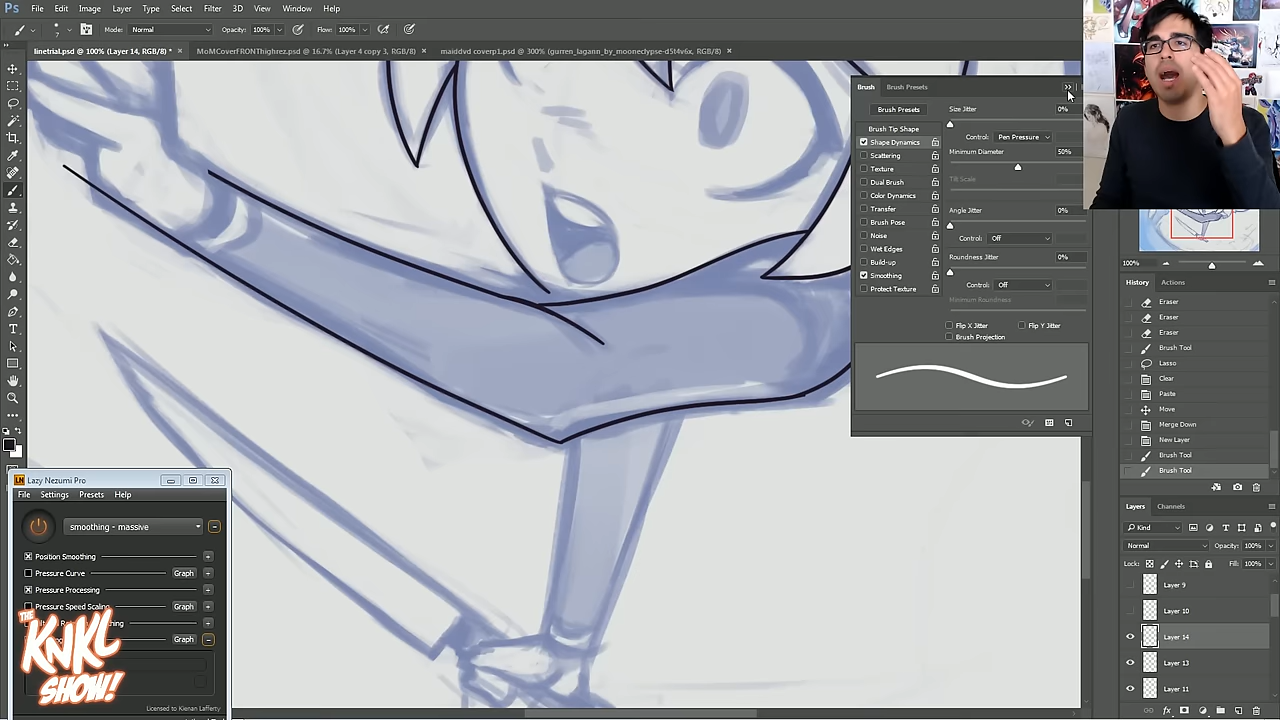 Ps File Edit Image Layer Type Select Filter 3D View Window Help
7 Mode: Normal Opacity: 100% Flow: 100%
linetrial.psd @ 100% (Layer 14, RGB/8) * × MoMCoverFRONThighrez.psd @ 16.7% (Layer 4 copy 3, RGB/8) × maiddvd coverp1.psd @ 300% (gurren_lagann_by_mooneclypse-d5t4v6x, RGB/8) ×
Brush Brush Presets
Brush Presets
Brush Tip Shape
Shape Dynamics
Scattering
Texture
Dual Brush
Color Dynamics
Transfer
Brush Pose
Noise
Wet Edges
Build-up
Smoothing
Protect Texture
Size Jitter 0%
Control: Pen Pressure
Minimum Diameter 50%
Tilt Scale
Angle Jitter 0%
Control: Off
Roundness Jitter 0%
Control: Off
Minimum Roundness
Flip X Jitter Flip Y Jitter
Brush Projection
100%
History Actions
Eraser
Eraser
Eraser
Brush Tool
Lasso
Clear
Paste
Move
Merge Down
New Layer
Brush Tool
Brush Tool
Layers Channels
Kind
Normal Opacity: 100%
Lock: Fill: 100%
Layer 9
Layer 10
Layer 14
Layer 13
Layer 11
LN Lazy Nezumi Pro
File Settings Presets Help
smoothing - massive
Position Smoothing
Pressure Curve Graph
Pressure Processing
Pressure Speed Scaling Graph
Graph
Licensed to Kienan Lafferty
THE
KNKL
SHOW!